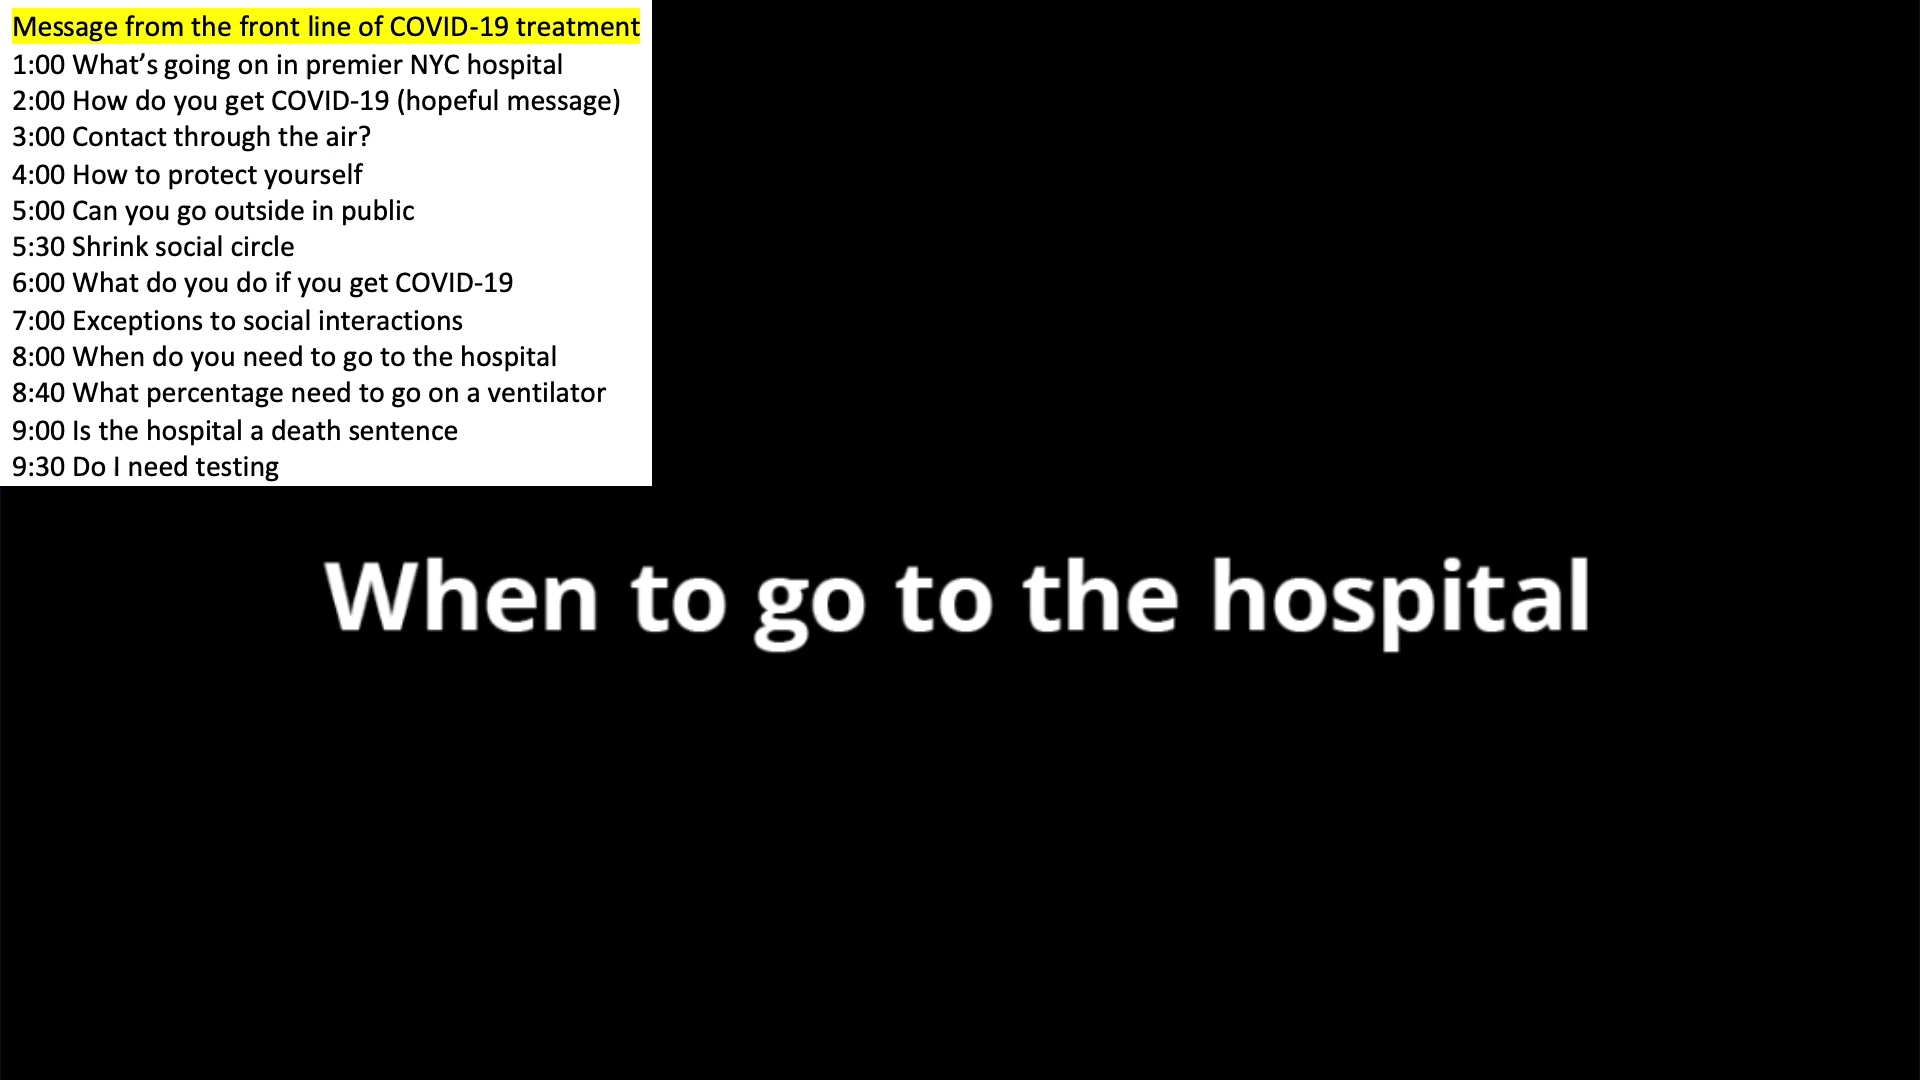 Message from the front line of COVID-19 treatment
1:00 What’s going on in premier NYC hospital
2:00 How do you get COVID-19 (hopeful message)
3:00 Contact through the air?
4:00 How to protect yourself
5:00 Can you go outside in public
5:30 Shrink social circle
6:00 What do you do if you get COVID-19
7:00 Exceptions to social interactions
8:00 When do you need to go to the hospital
8:40 What percentage need to go on a ventilator
9:00 Is the hospital a death sentence
9:30 Do I need testing
When to go to the hospital